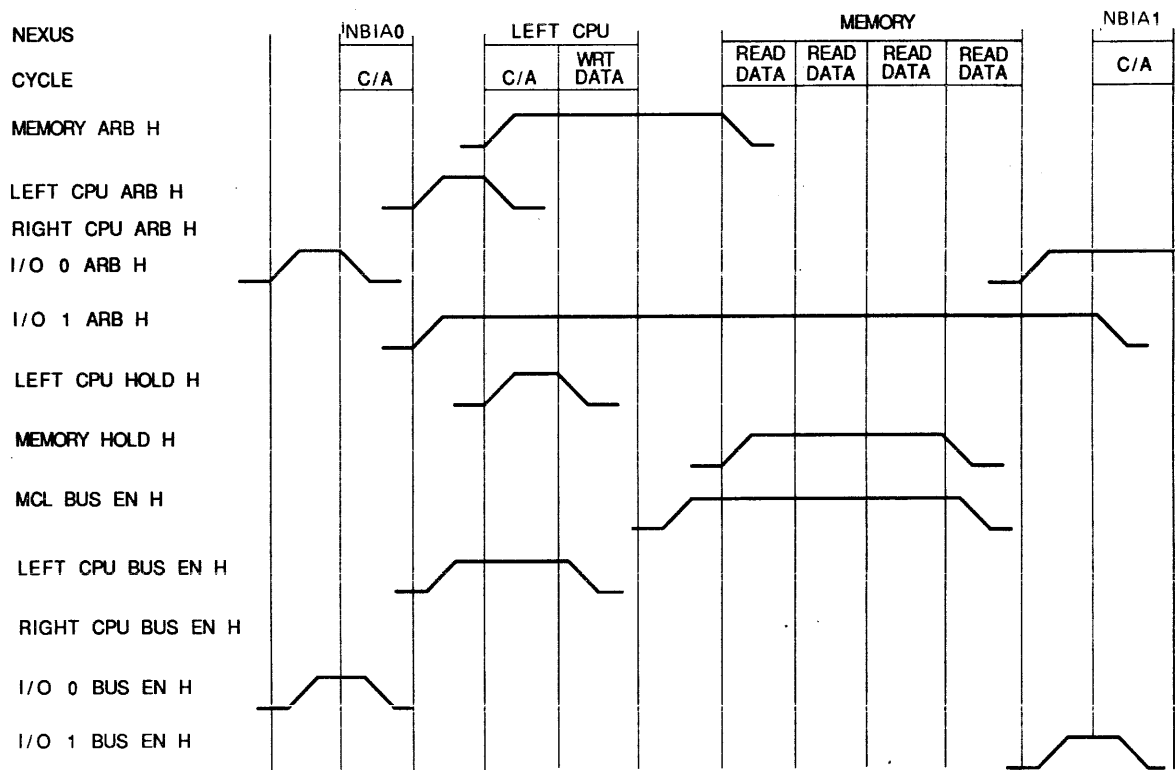 NEXUS NBIA0 LEFT CPU MEMORY NBIA1
CYCLE C/A C/A WRT DATA READ DATA READ DATA READ DATA READ DATA C/A
MEMORY ARB H
LEFT CPU ARB H
RIGHT CPU ARB H
I/O 0 ARB H
I/O 1 ARB H
LEFT CPU HOLD H
MEMORY HOLD H
MCL BUS EN H
LEFT CPU BUS EN H
RIGHT CPU BUS EN H
I/O 0 BUS EN H
I/O 1 BUS EN H